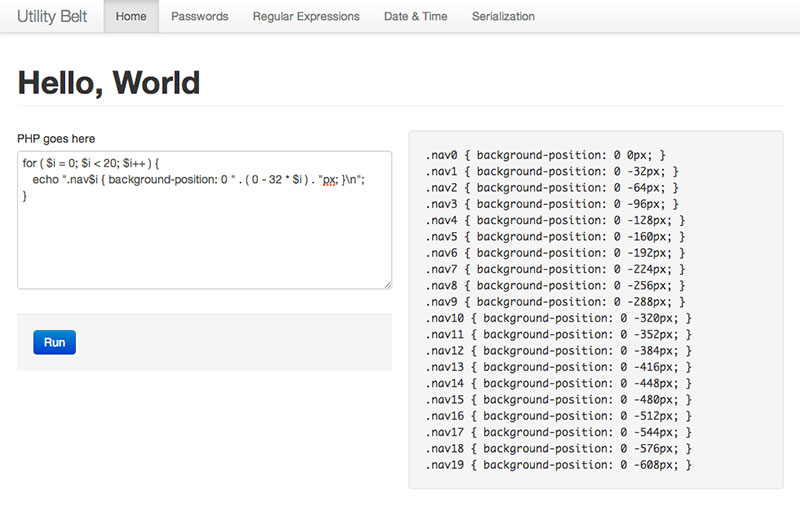 Utility Belt Home Passwords Regular Expressions Date & Time Serialization
Hello, World
PHP goes here
for ( $i = 0; $i < 20; $i++ ) {
echo ".nav$i { background-position: 0 " . ( 0 - 32 * $i ) . "px; }\n";
}
Run
.nav0 { background-position: 0 0px; }
.nav1 { background-position: 0 -32px; }
.nav2 { background-position: 0 -64px; }
.nav3 { background-position: 0 -96px; }
.nav4 { background-position: 0 -128px; }
.nav5 { background-position: 0 -160px; }
.nav6 { background-position: 0 -192px; }
.nav7 { background-position: 0 -224px; }
.nav8 { background-position: 0 -256px; }
.nav9 { background-position: 0 -288px; }
.nav10 { background-position: 0 -320px; }
.nav11 { background-position: 0 -352px; }
.nav12 { background-position: 0 -384px; }
.nav13 { background-position: 0 -416px; }
.nav14 { background-position: 0 -448px; }
.nav15 { background-position: 0 -480px; }
.nav16 { background-position: 0 -512px; }
.nav17 { background-position: 0 -544px; }
.nav18 { background-position: 0 -576px; }
.nav19 { background-position: 0 -608px; }